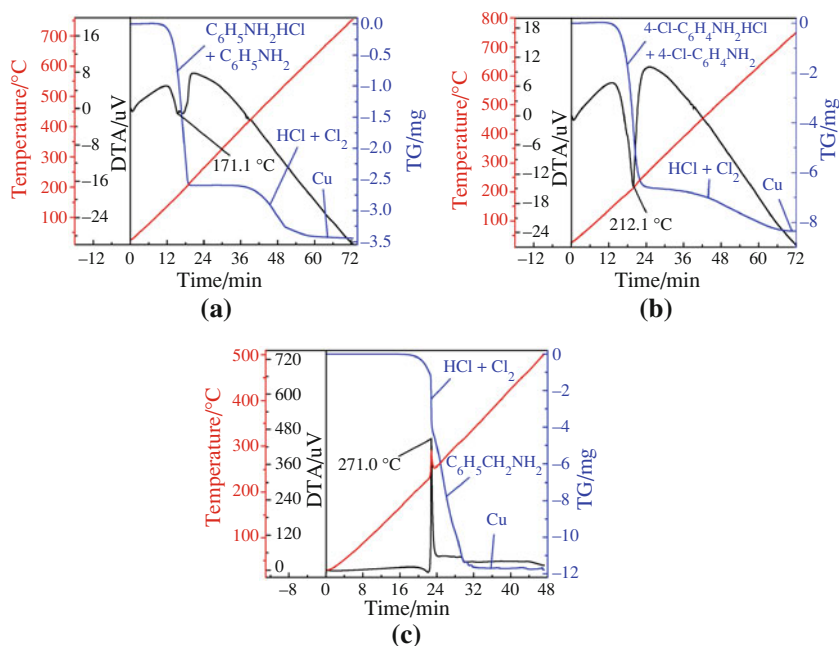 Temperature/°C
700
600
500
400
300
200
100
DTA/uV
16
8
0
−8
−16
−24
C₆H₅NH₂HCl
+ C₆H₅NH₂
171.1 °C
HCl + Cl₂
Cu
0.0
−0.5
−1.0
−1.5
−2.0
−2.5
−3.0
−3.5
TG/mg
−12 0 12 24 36 48 60 72
Time/min
(a)
Temperature/°C
800
700
600
500
400
300
200
100
DTA/uV
18
12
6
0
−6
−12
−18
−24
4-Cl-C₆H₄NH₂HCl
+ 4-Cl-C₆H₄NH₂
212.1 °C
HCl + Cl₂
Cu
0
−2
−4
−6
−8
TG/mg
−12 0 12 24 36 48 60 72
Time/min
(b)
Temperature/°C
500
400
300
200
100
DTA/uV
720
600
480
360
240
120
0
HCl + Cl₂
271.0 °C
C₆H₅CH₂NH₂
Cu
0
−2
−4
−6
−8
−10
−12
TG/mg
−8 0 8 16 24 32 40 48
Time/min
(c)